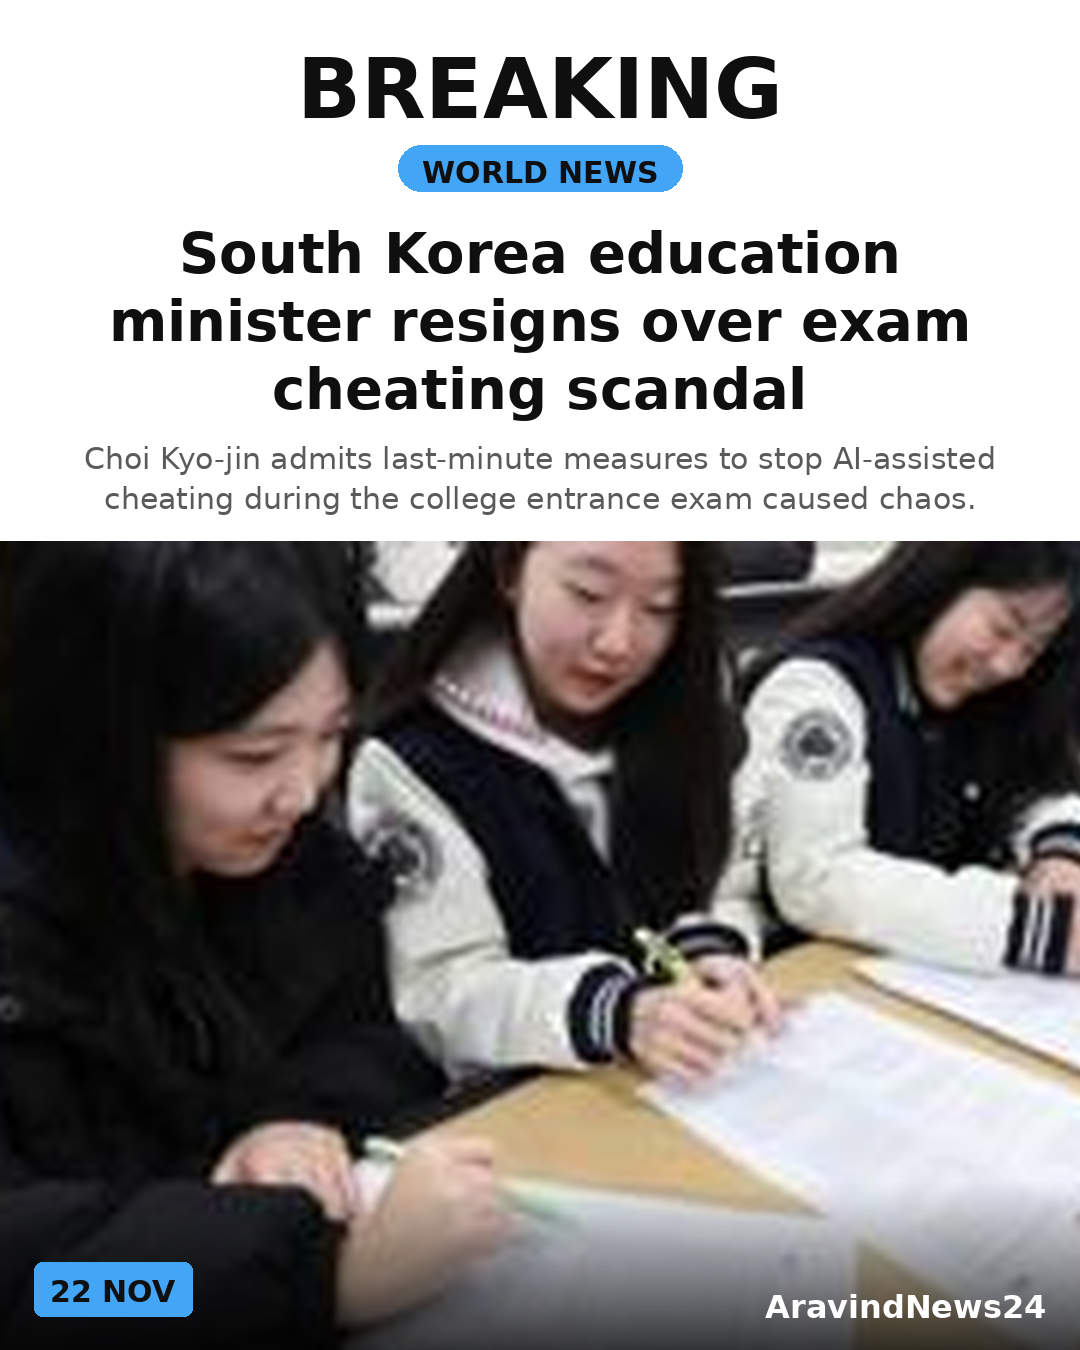 BREAKING
WORLD NEWS
South Korea education
minister resigns over exam
cheating scandal
Choi Kyo-jin admits last-minute measures to stop AI-assisted
cheating during the college entrance exam caused chaos.
22 NOV
AravindNews24